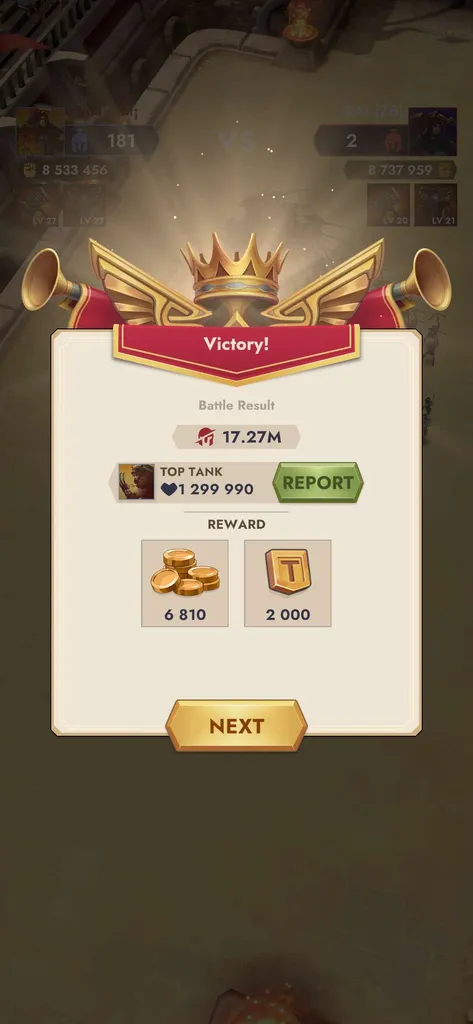 181
VS
2
8 533 456
8 737 959
LV 27
LV 27
LV 20
LV 21
Victory!
Battle Result
17.27M
TOP TANK
1 299 990
REPORT
REWARD
T
6 810
2 000
NEXT